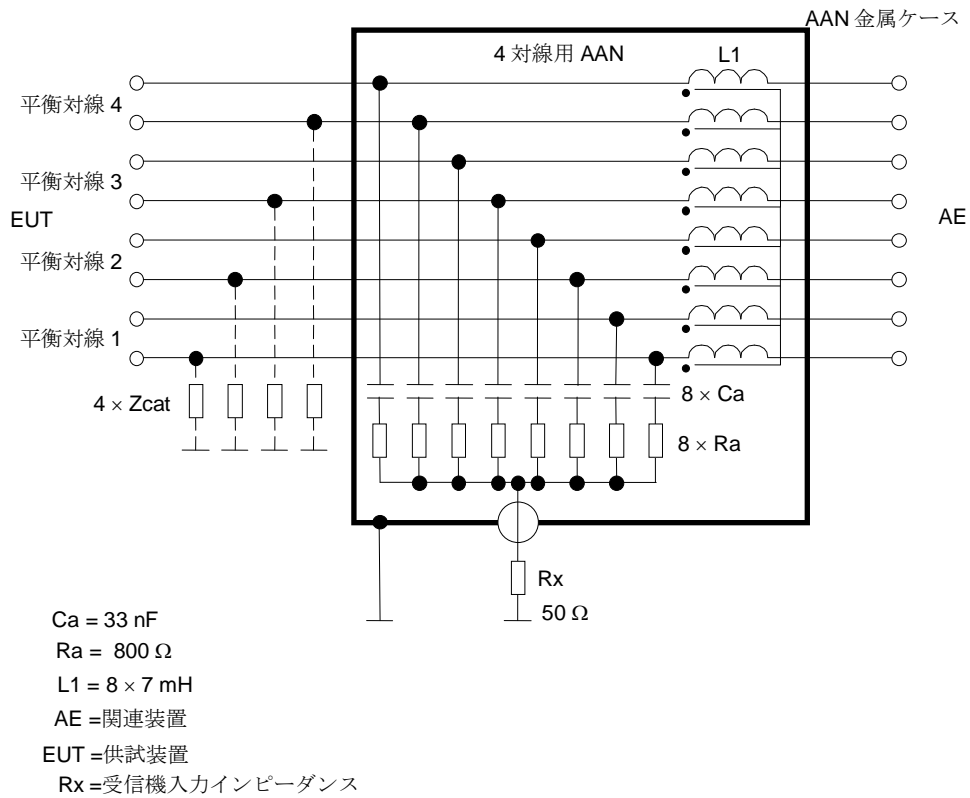 AAN 金属ケース
4 対線用 AAN
L1
平衡対線 4
平衡対線 3
EUT
AE
平衡対線 2
平衡対線 1
4 × Zcat
8 × Ca
8 × Ra
Rx
50 Ω
Ca = 33 nF
Ra = 800 Ω
L1 = 8 × 7 mH
AE =関連装置
EUT =供試装置
Rx =受信機入力インピーダンス